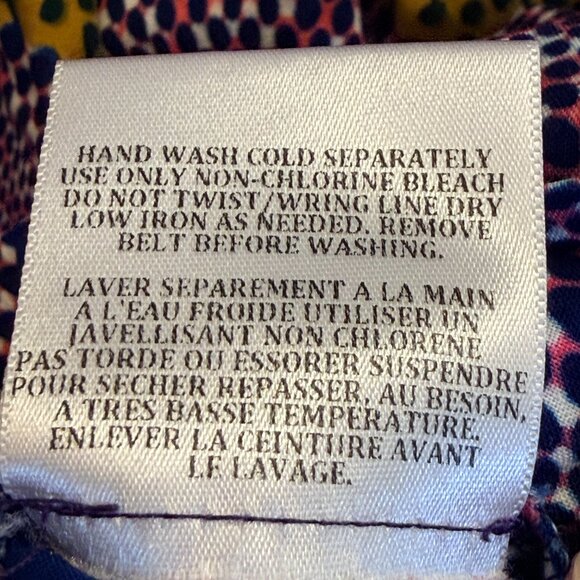 HAND WASH COLD SEPARATELY
USE ONLY NON-CHLORINE BLEACH
DO NOT TWIST/WRING LINE DRY
LOW IRON AS NEEDED. REMOVE
BELT BEFORE WASHING.
LAVER SEPAREMENT A LA MAIN
A L'EAU FROIDE UTILISER UN
JAVELLISANT NON CHLORENE
PAS TORDE OU ESSORER SUSPENDRE
POUR SECHER REPASSER, AU BESOIN,
A TRES BASSE TEMPERATURE.
ENLEVER LA CEINTURE AVANT
LE LAVAGE.